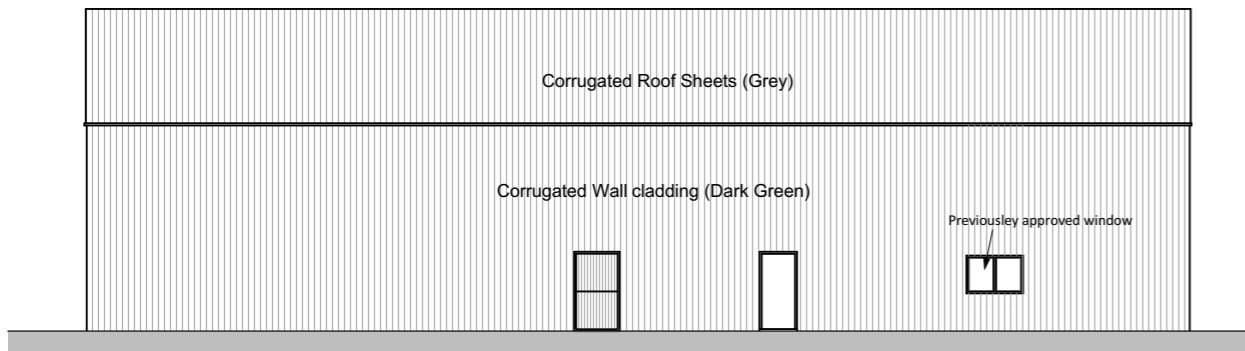 Corrugated Roof Sheets (Grey)
Corrugated Wall cladding (Dark Green)
Previousley approved window